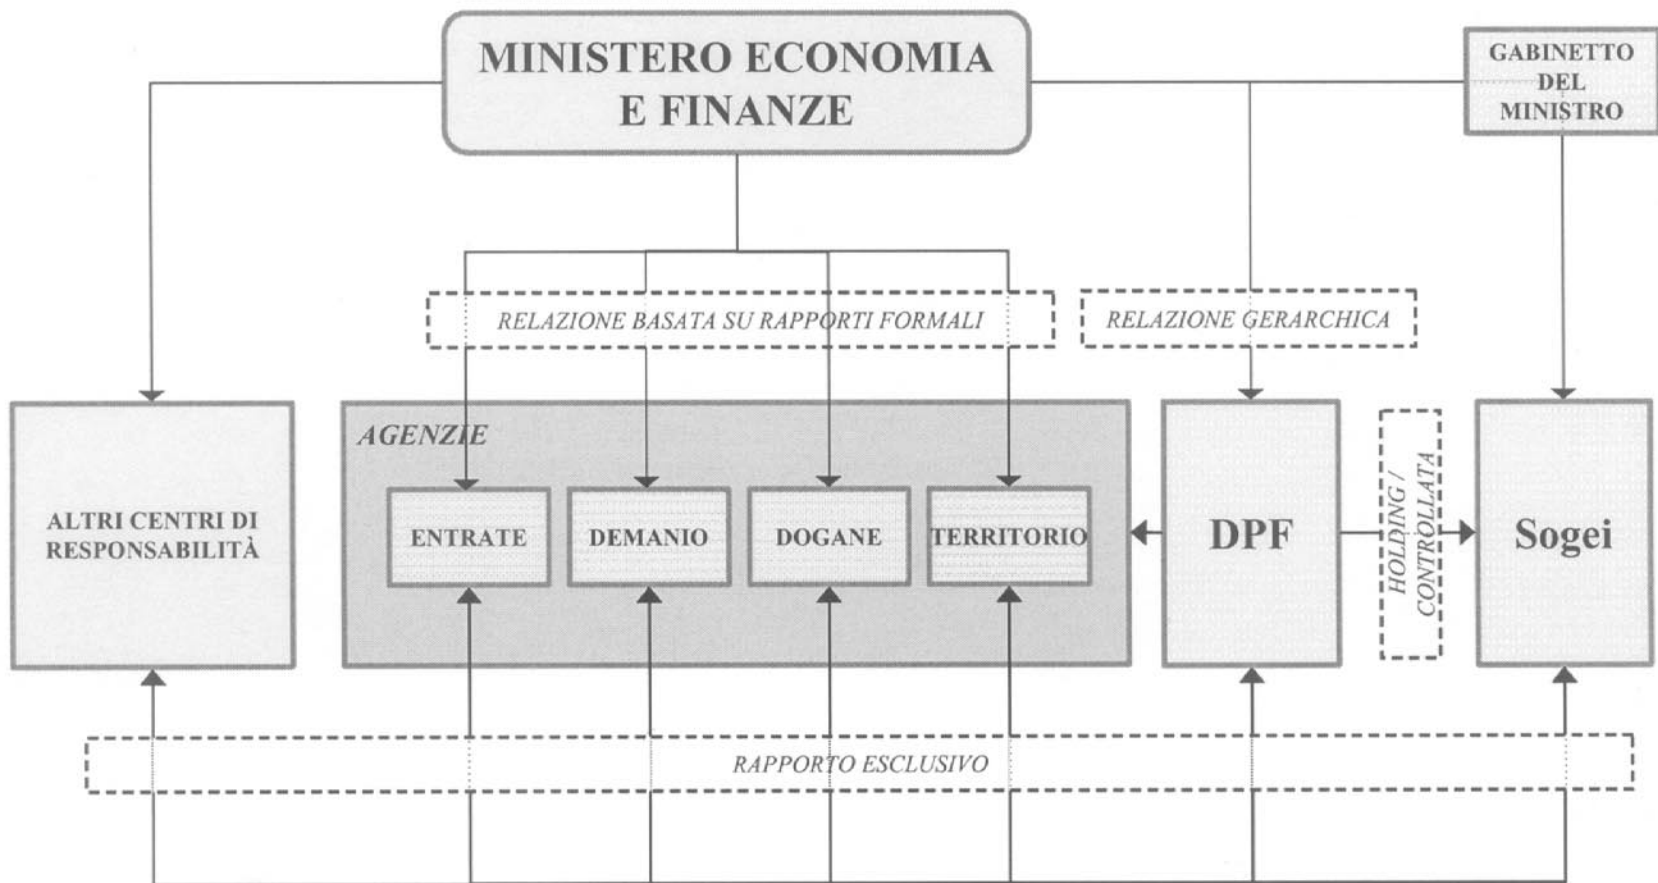 MINISTERO ECONOMIA
E FINANZE
GABINETTO
DEL
MINISTRO
RELAZIONE BASATA SU RAPPORTI FORMALI
RELAZIONE GERARCHICA
ALTRI CENTRI DI
RESPONSABILITÀ
AGENZIE
ENTRATE
DEMANIO
DOGANE
TERRITORIO
DPF
HOLDING /
CONTROLLATA
Sogei
RAPPORTO ESCLUSIVO